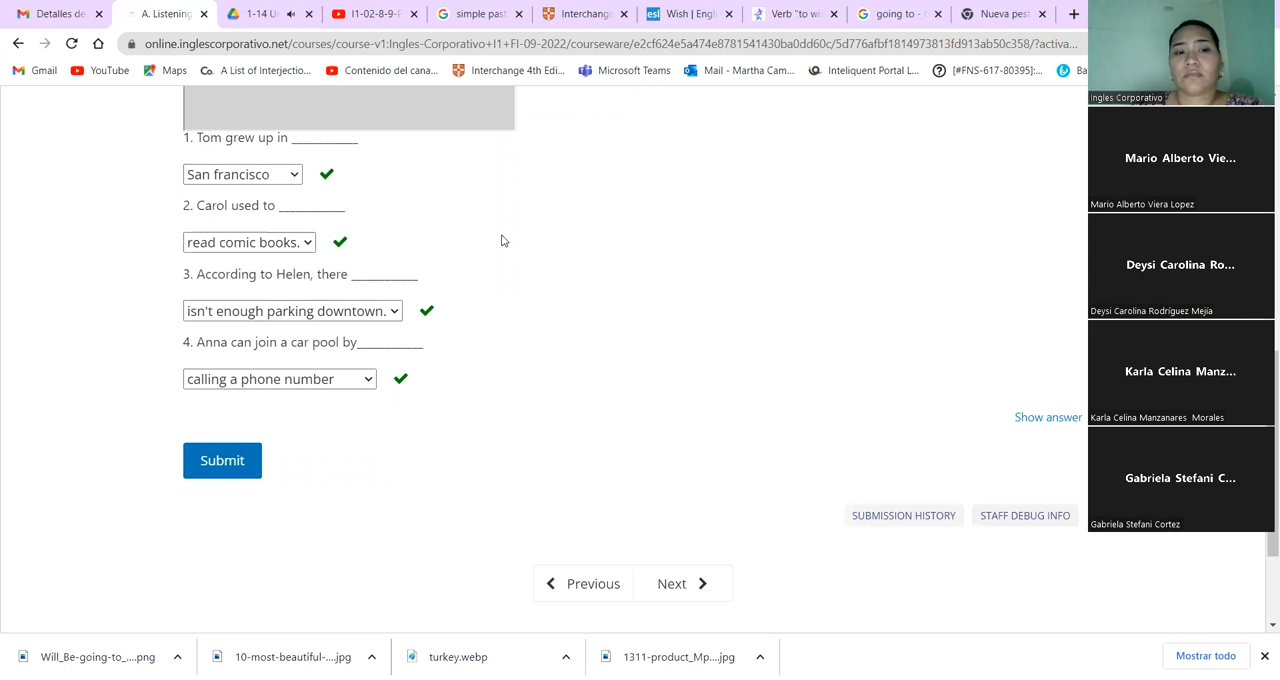 Detalles de
A. Listening
1-14 U
I1-02-8-9-P
simple past
Interchange
Wish | Engl
Verb "to wi
going to - C
Nueva pest
online.inglescorporativo.net/courses/course-v1:Ingles-Corporativo+I1+FI-09-2022/courseware/e2cf624e5a474e8781541430ba0dd60c/5d776afbf1814973813fd913ab50c358/?activa...
Gmail
YouTube
Maps
A List of Interjectio...
Contenido del cana...
Interchange 4th Edi...
Microsoft Teams
Mail - Martha Cam...
Inteliquent Portal L...
[#FNS-617-80395]:...
Ba
Ingles Corporativo
1. Tom grew up in ___________
San francisco
2. Carol used to ___________
read comic books.
3. According to Helen, there ___________
isn't enough parking downtown.
4. Anna can join a car pool by___________
calling a phone number
Show answer
Submit
SUBMISSION HISTORY
STAFF DEBUG INFO
Previous
Next
Mario Alberto Vie...
Mario Alberto Viera Lopez
Deysi Carolina Ro...
Deysi Carolina Rodríguez Mejía
Karla Celina Manz...
Karla Celina Manzanares Morales
Gabriela Stefani C...
Gabriela Stefani Cortez
Will_Be-going-to_....png
10-most-beautiful-....jpg
turkey.webp
1311-product_Mp....jpg
Mostrar todo